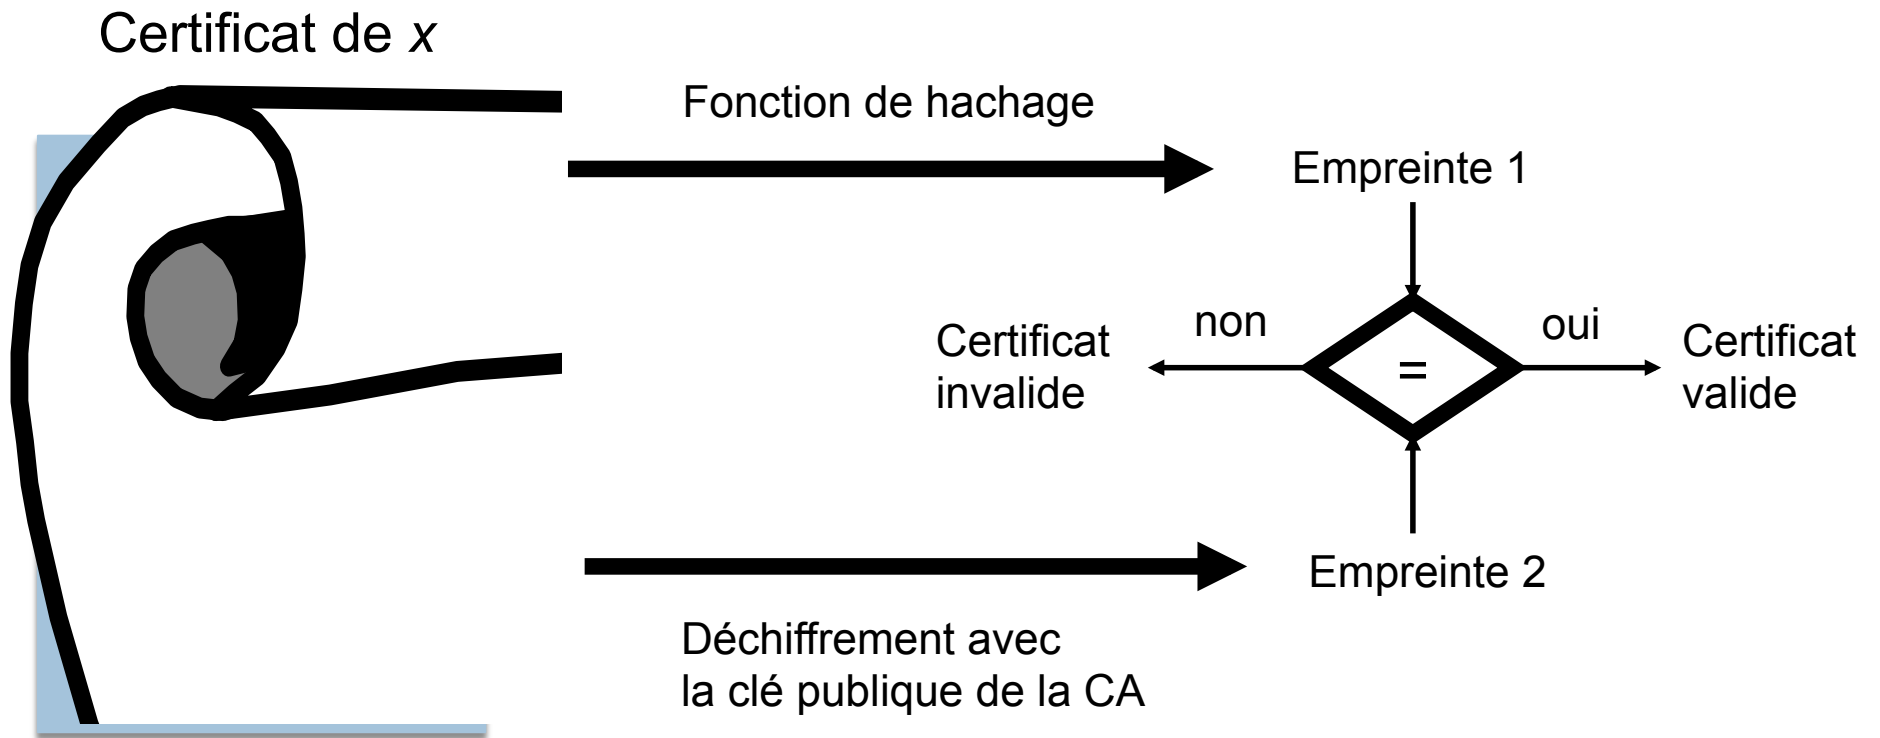 Certificat de x
Fonction de hachage
Empreinte 1
non
oui
Certificat
invalide
=
Certificat
valide
Empreinte 2
Déchiffrement avec
la clé publique de la CA